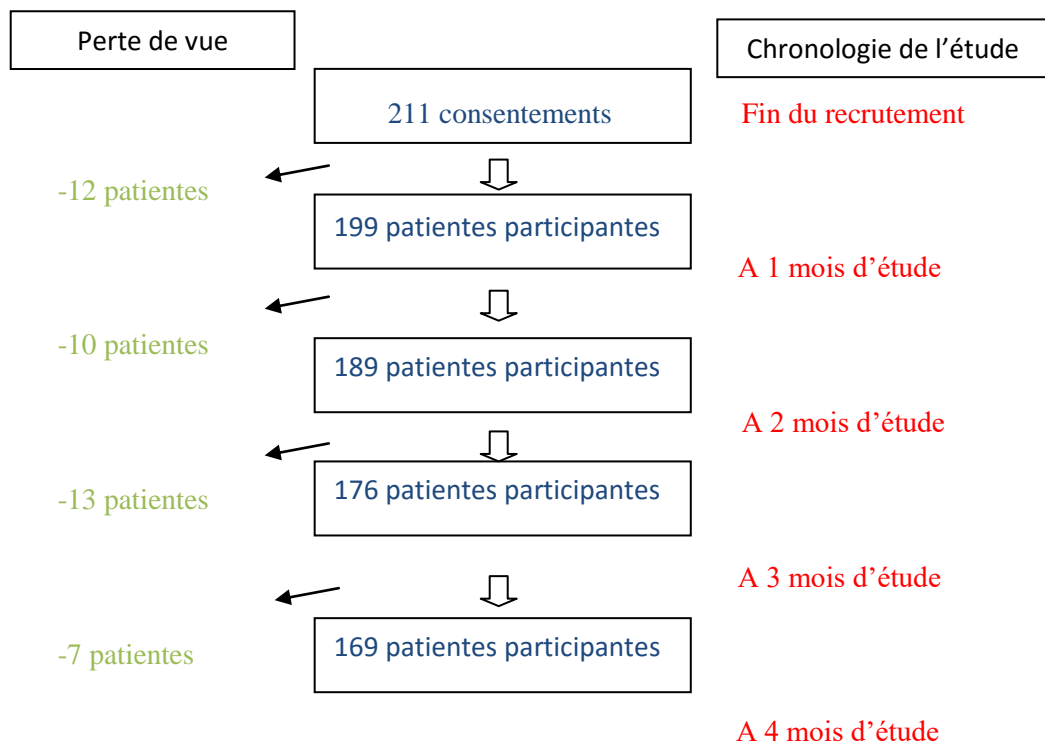 Perte de vue
Chronologie de l’étude
211 consentements
Fin du recrutement
-12 patientes
199 patientes participantes
A 1 mois d’étude
-10 patientes
189 patientes participantes
A 2 mois d’étude
-13 patientes
176 patientes participantes
A 3 mois d’étude
-7 patientes
169 patientes participantes
A 4 mois d’étude